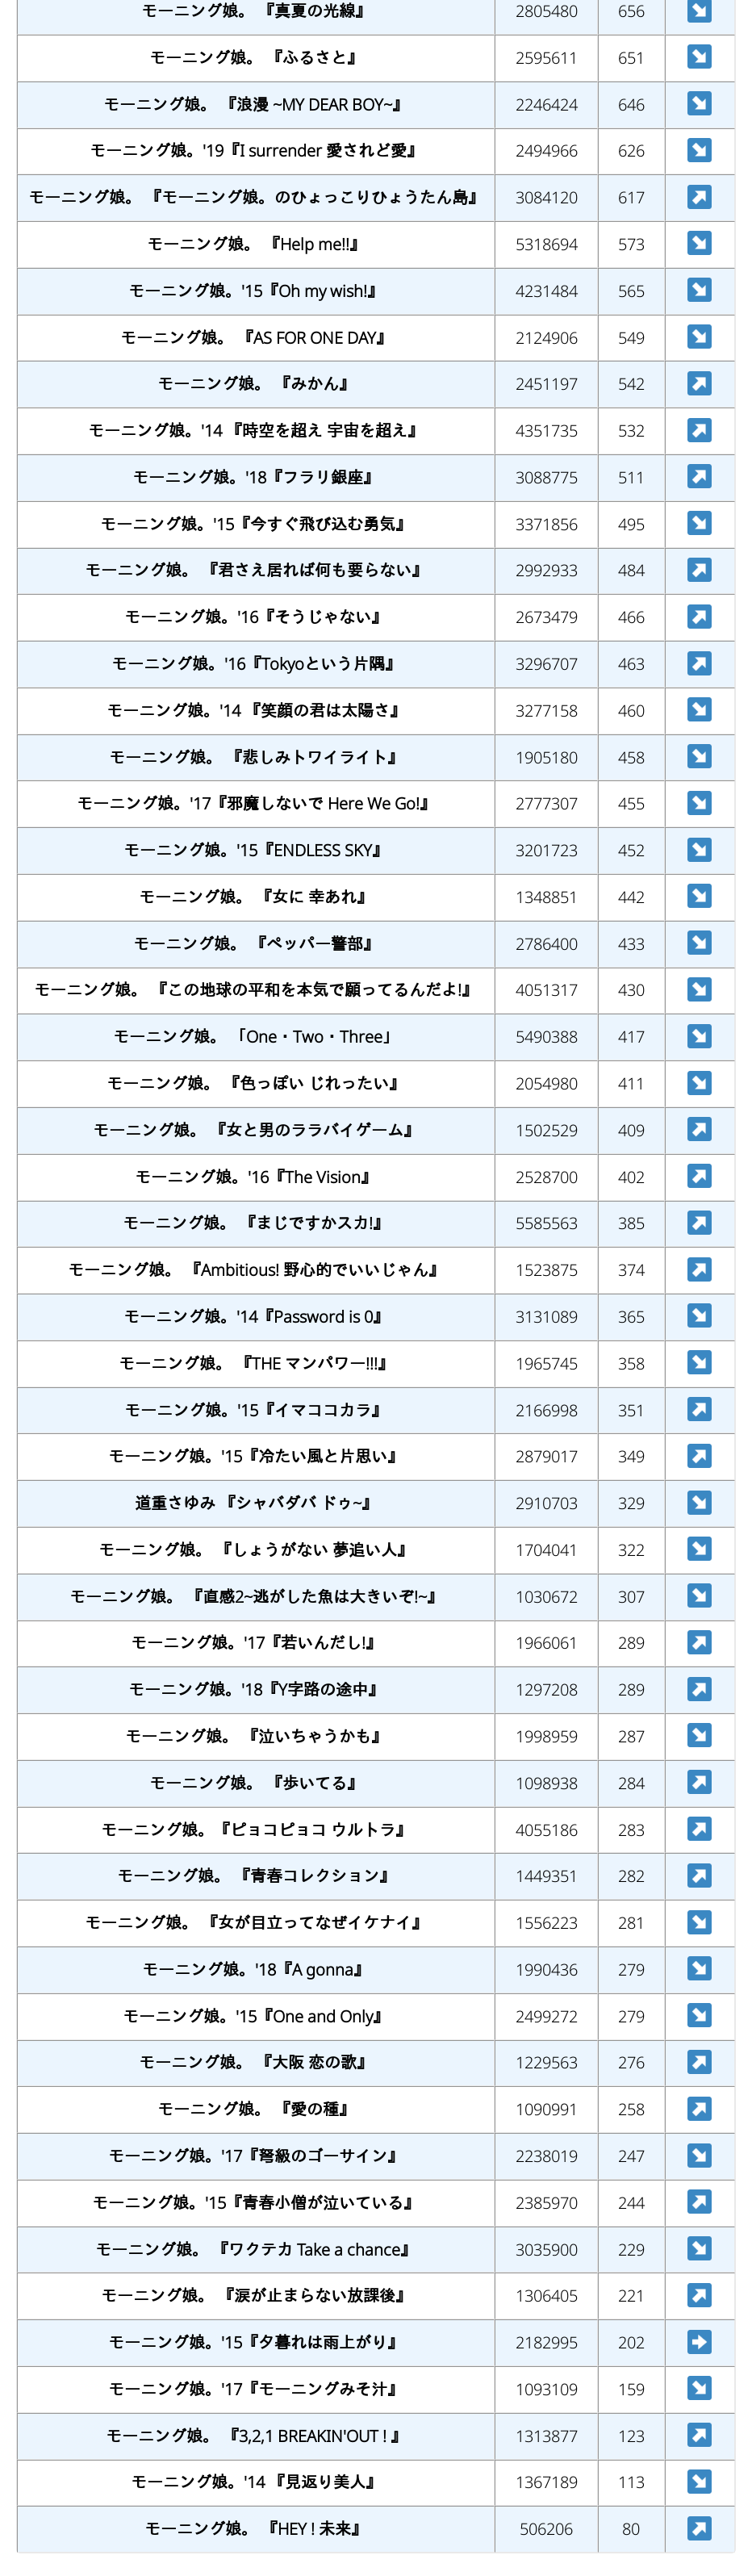 モーニング娘。 『真夏の光線』 2805480 656 ↘
モーニング娘。 『ふるさと』 2595611 651 ↘
モーニング娘。 『浪漫 ~MY DEAR BOY~』 2246424 646 ↘
モーニング娘。'19『I surrender 愛されど愛』 2494966 626 ↘
モーニング娘。 『モーニング娘。のひょっこりひょうたん島』 3084120 617 ↗
モーニング娘。 『Help me!!』 5318694 573 ↘
モーニング娘。'15『Oh my wish!』 4231484 565 ↘
モーニング娘。 『AS FOR ONE DAY』 2124906 549 ↘
モーニング娘。 『みかん』 2451197 542 ↗
モーニング娘。'14 『時空を超え 宇宙を超え』 4351735 532 ↗
モーニング娘。'18『フラリ銀座』 3088775 511 ↗
モーニング娘。'15『今すぐ飛び込む勇気』 3371856 495 ↘
モーニング娘。 『君さえ居れば何も要らない』 2992933 484 ↗
モーニング娘。'16『そうじゃない』 2673479 466 ↗
モーニング娘。'16『Tokyoという片隅』 3296707 463 ↗
モーニング娘。'14 『笑顔の君は太陽さ』 3277158 460 ↘
モーニング娘。 『悲しみトワイライト』 1905180 458 ↘
モーニング娘。'17『邪魔しないで Here We Go!』 2777307 455 ↘
モーニング娘。'15『ENDLESS SKY』 3201723 452 ↘
モーニング娘。 『女に 幸あれ』 1348851 442 ↘
モーニング娘。 『ペッパー警部』 2786400 433 ↘
モーニング娘。 『この地球の平和を本気で願ってるんだよ!』 4051317 430 ↘
モーニング娘。 「One・Two・Three」 5490388 417 ↘
モーニング娘。 『色っぽい じれったい』 2054980 411 ↘
モーニング娘。 『女と男のララバイゲーム』 1502529 409 ↗
モーニング娘。'16『The Vision』 2528700 402 ↗
モーニング娘。 『まじですかスカ!』 5585563 385 ↗
モーニング娘。 『Ambitious! 野心的でいいじゃん』 1523875 374 ↗
モーニング娘。'14『Password is 0』 3131089 365 ↘
モーニング娘。 『THE マンパワー!!!』 1965745 358 ↘
モーニング娘。'15『イマココカラ』 2166998 351 ↗
モーニング娘。'15『冷たい風と片思い』 2879017 349 ↗
道重さゆみ 『シャバダバ ドゥ~』 2910703 329 ↘
モーニング娘。 『しょうがない 夢追い人』 1704041 322 ↘
モーニング娘。 『直感2~逃がした魚は大きいぞ!~』 1030672 307 ↘
モーニング娘。'17『若いんだし!』 1966061 289 ↗
モーニング娘。'18『Y字路の途中』 1297208 289 ↗
モーニング娘。 『泣いちゃうかも』 1998959 287 ↘
モーニング娘。 『歩いてる』 1098938 284 ↗
モーニング娘。『ピョコピョコ ウルトラ』 4055186 283 ↗
モーニング娘。 『青春コレクション』 1449351 282 ↗
モーニング娘。 『女が目立ってなぜイケナイ』 1556223 281 ↘
モーニング娘。'18『A gonna』 1990436 279 ↘
モーニング娘。'15『One and Only』 2499272 279 ↘
モーニング娘。 『大阪 恋の歌』 1229563 276 ↗
モーニング娘。 『愛の種』 1090991 258 ↗
モーニング娘。'17『弩級のゴーサイン』 2238019 247 ↘
モーニング娘。'15『青春小僧が泣いている』 2385970 244 ↗
モーニング娘。 『ワクテカ Take a chance』 3035900 229 ↘
モーニング娘。 『涙が止まらない放課後』 1306405 221 ↗
モーニング娘。'15『夕暮れは雨上がり』 2182995 202 →
モーニング娘。'17『モーニングみそ汁』 1093109 159 ↘
モーニング娘。 『3,2,1 BREAKIN'OUT ! 』 1313877 123 ↗
モーニング娘。'14 『見返り美人』 1367189 113 ↘
モーニング娘。 『HEY ! 未来』 506206 80 ↗